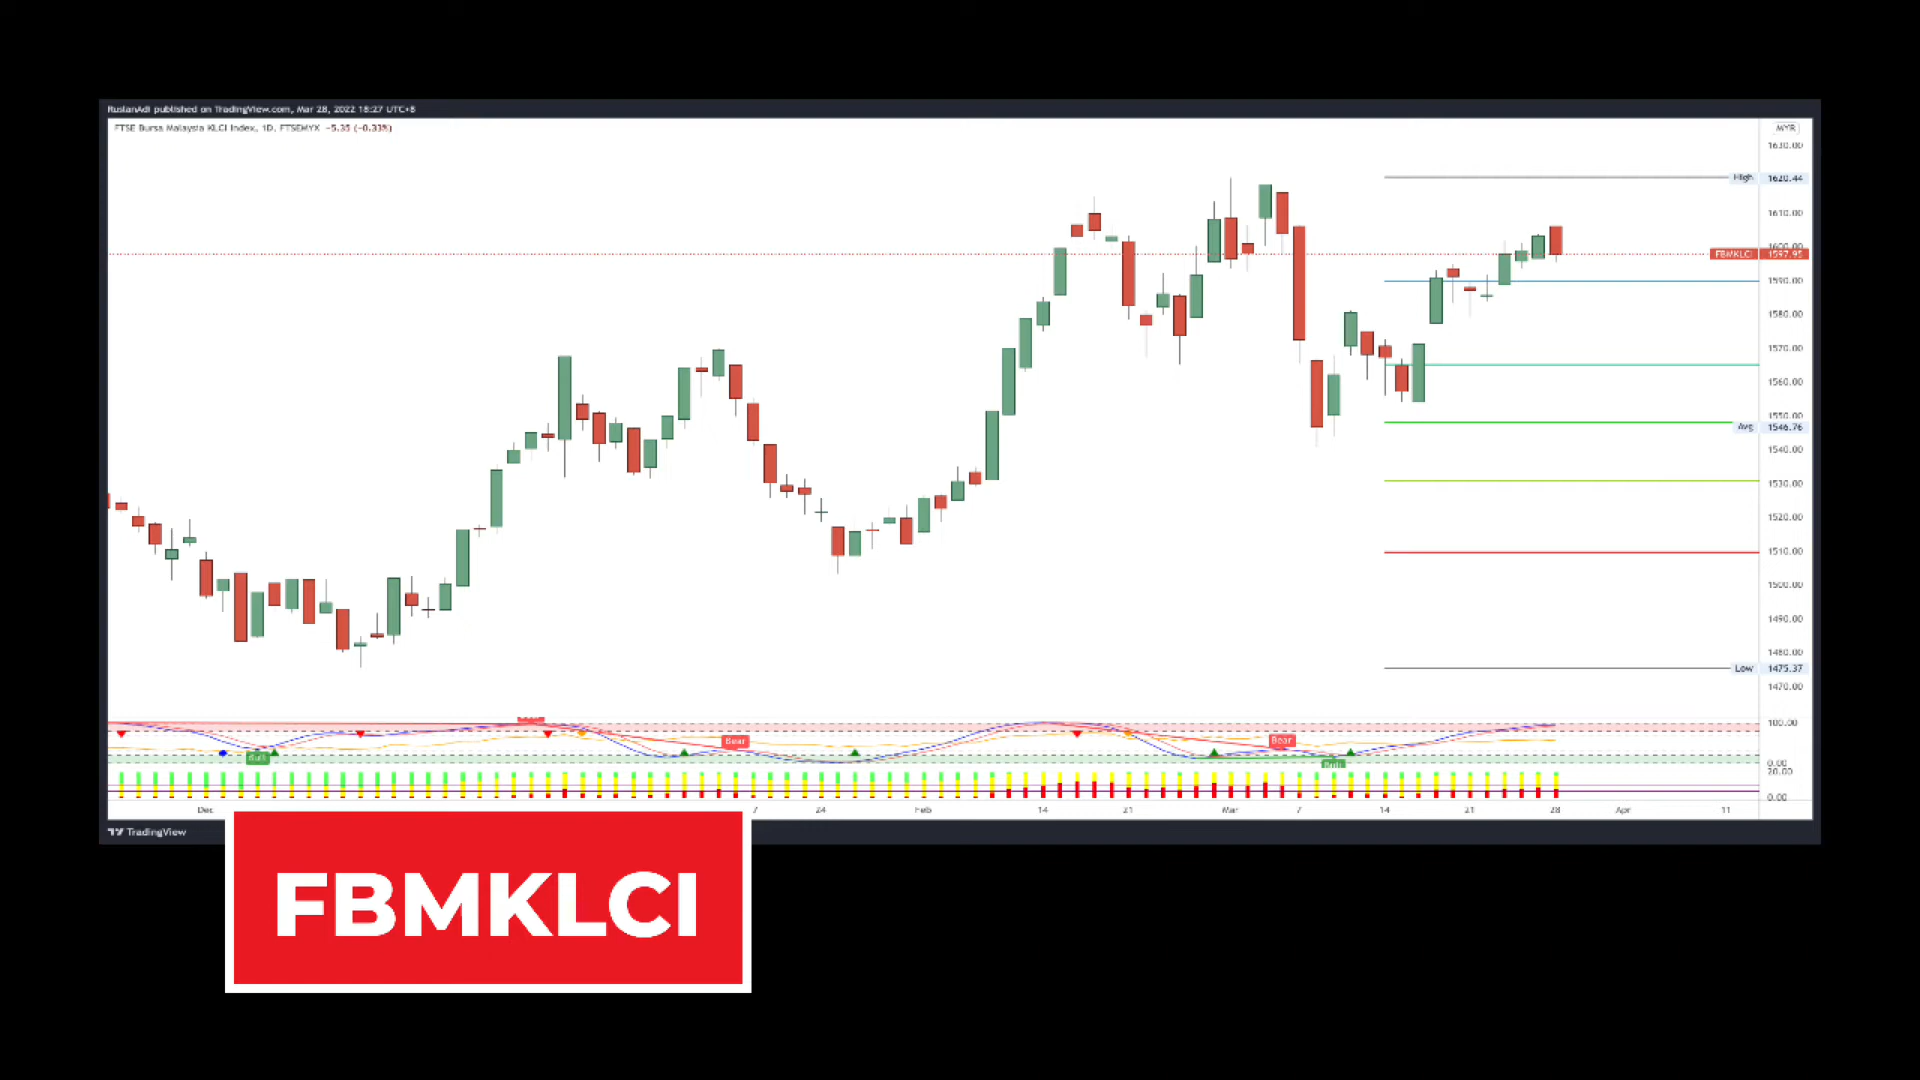 RuslanAdi published on TradingView.com, Mar 28, 2022 18:27 UTC+8
FTSE Bursa Malaysia KLCI Index, 1D, FTSEMYX -5.35 (-0.33%)
MYR
1630.00
High 1620.44
1610.00
1600.00
FBMKLCI 1597.95
1590.00
1580.00
1570.00
1560.00
1550.00
Avg 1546.76
1540.00
1530.00
1520.00
1510.00
1500.00
1490.00
1480.00
Low 1475.37
1470.00
100.00
Bear
Bear
Bull
Bull
0.00
20.00
0.00
Dec 7 24 Feb 14 21 Mar 7 14 21 28 Apr 11
TradingView
FBMKLCI